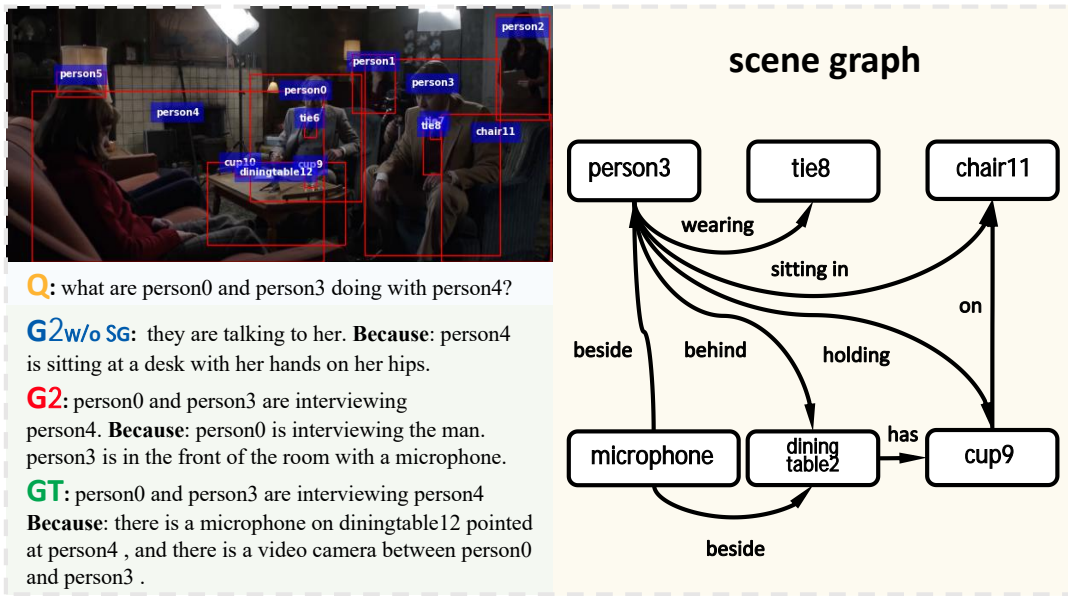 person2
person1
person5
person3
person0
person4
tie6
tie7
tie8
chair11
cup10
cup9
diningtable12
Q: what are person0 and person3 doing with person4?
G2w/o SG: they are talking to her. Because: person4
is sitting at a desk with her hands on her hips.
G2: person0 and person3 are interviewing
person4. Because: person0 is interviewing the man.
person3 is in the front of the room with a microphone.
GT: person0 and person3 are interviewing person4
Because: there is a microphone on diningtable12 pointed
at person4 , and there is a video camera between person0
and person3 .
scene graph
person3
tie8
chair11
wearing
sitting in
on
beside
behind
holding
microphone
dining
table2
has
cup9
beside